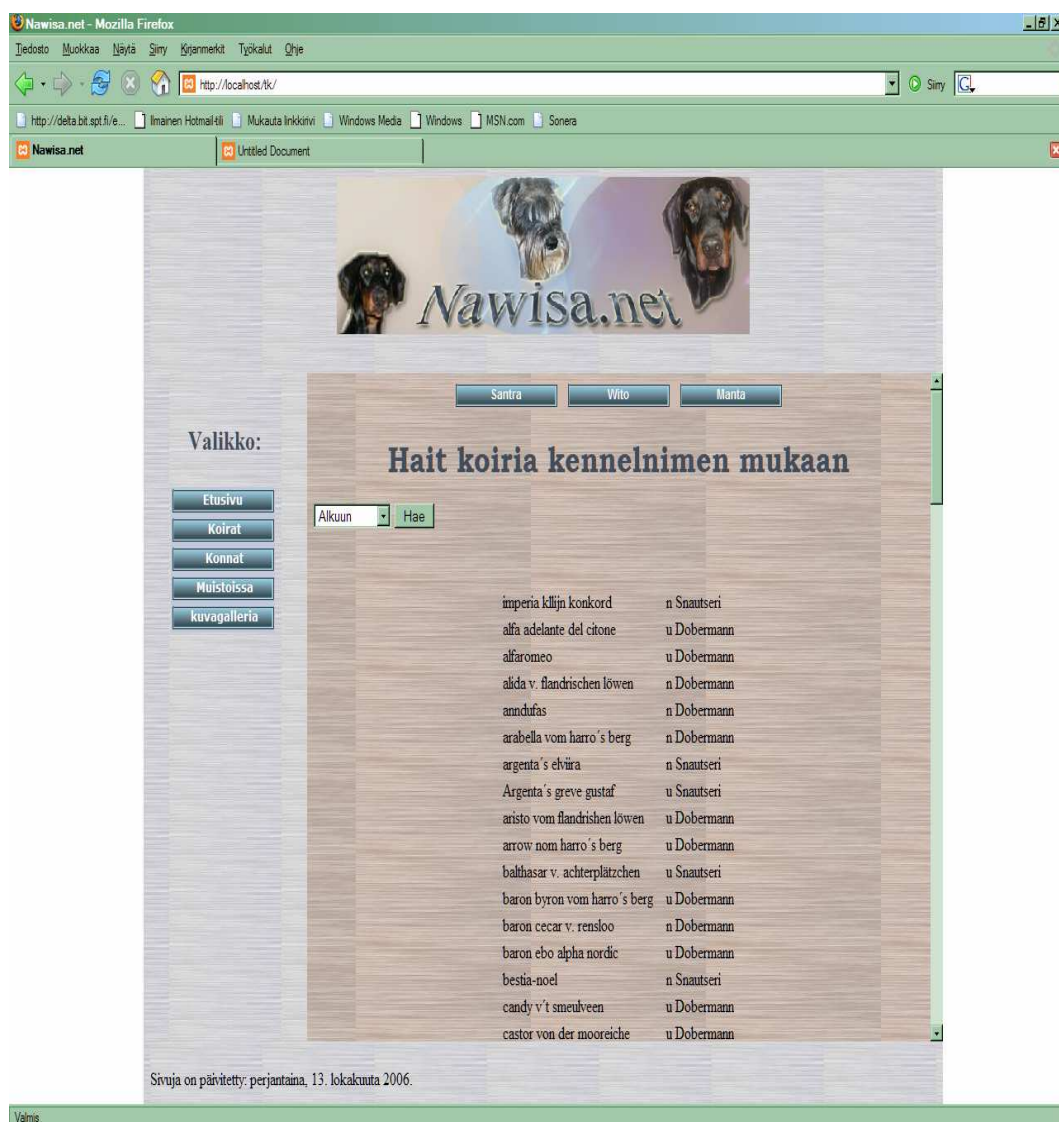 Nawisa.net - Mozilla Firefox
Tiedosto Muokkaa Näytä Siirry Kirjanmerkit Työkalut Ohje
http://localhost/tk/ Siirry
http://delta.bit.spt.fi/e... Ilmainen Hotmail-tili Mukauta linkkirivi Windows Media Windows MSN.com Sonera
Nawisa.net Untitled Document
Nawisa.net
Santra Wito Manta
Valikko:
Etusivu
Koirat
Konnat
Muistoissa
kuvagalleria
Hait koiria kennelnimen mukaan
Alkuun Hae
imperia kllijn konkord n Snautseri
alfa adelante del citone u Dobermann
alfaromeo u Dobermann
alida v. flandrischen löwen n Dobermann
anndufas n Dobermann
arabella vom harro´s berg n Dobermann
argenta´s elviira n Snautseri
Argenta´s greve gustaf u Snautseri
aristo vom flandrishen löwen u Dobermann
arrow nom harro´s berg u Dobermann
balthasar v. achterplätzchen u Snautseri
baron byron vom harro´s berg u Dobermann
baron cecar v. rensloo n Dobermann
baron ebo alpha nordic u Dobermann
bestia-noel n Snautseri
candy v´t smeulveen u Dobermann
castor von der mooreiche u Dobermann
Sivuja on päivitetty: perjantaina, 13. lokakuuta 2006.
Valmis